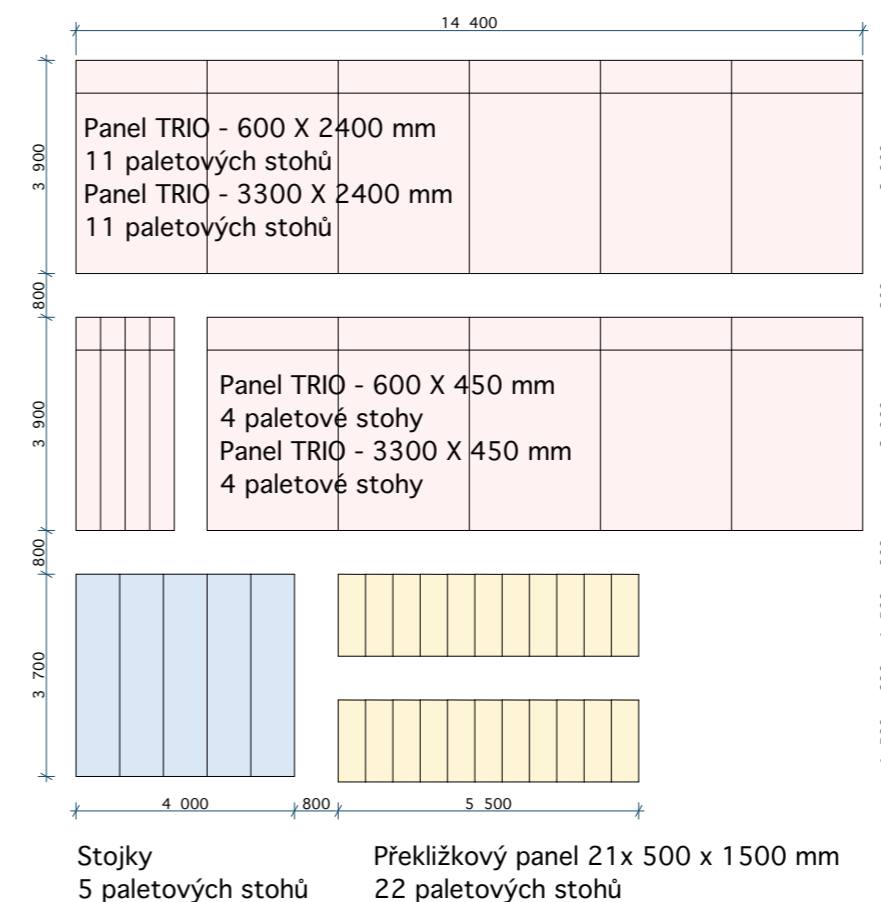 14 400
3 900
Panel TRIO - 600 X 2400 mm
11 paletových stohů
Panel TRIO - 3300 X 2400 mm
11 paletových stohů
800
3 900
Panel TRIO - 600 X 450 mm
4 paletové stohy
Panel TRIO - 3300 X 450 mm
4 paletové stohy
800
3 700
4 000
800
5 500
Stojky
5 paletových stohů
Překližkový panel 21x 500 x 1500 mm
22 paletových stohů